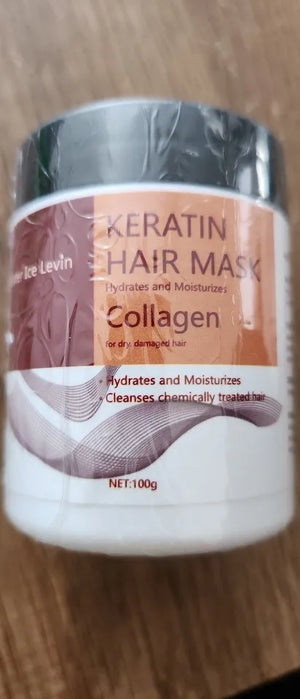 Ice Levin
KERATIN
HAIR MASK
Hydrates and Moisturizes
Collagen
for dry, damaged hair
• Hydrates and Moisturizes
• Cleanses chemically treated hair
NET:100g